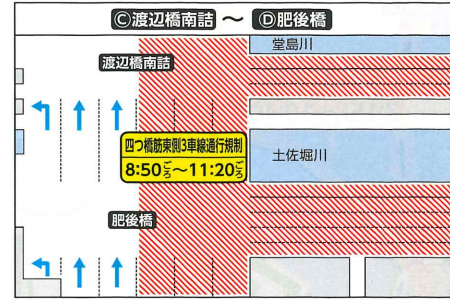 Ⓒ渡辺橋南詰 〜 Ⓓ肥後橋
堂島川
渡辺橋南詰
四つ橋筋東側3車線通行規制
8:50ごろ〜11:20ごろ
土佐堀川
肥後橋